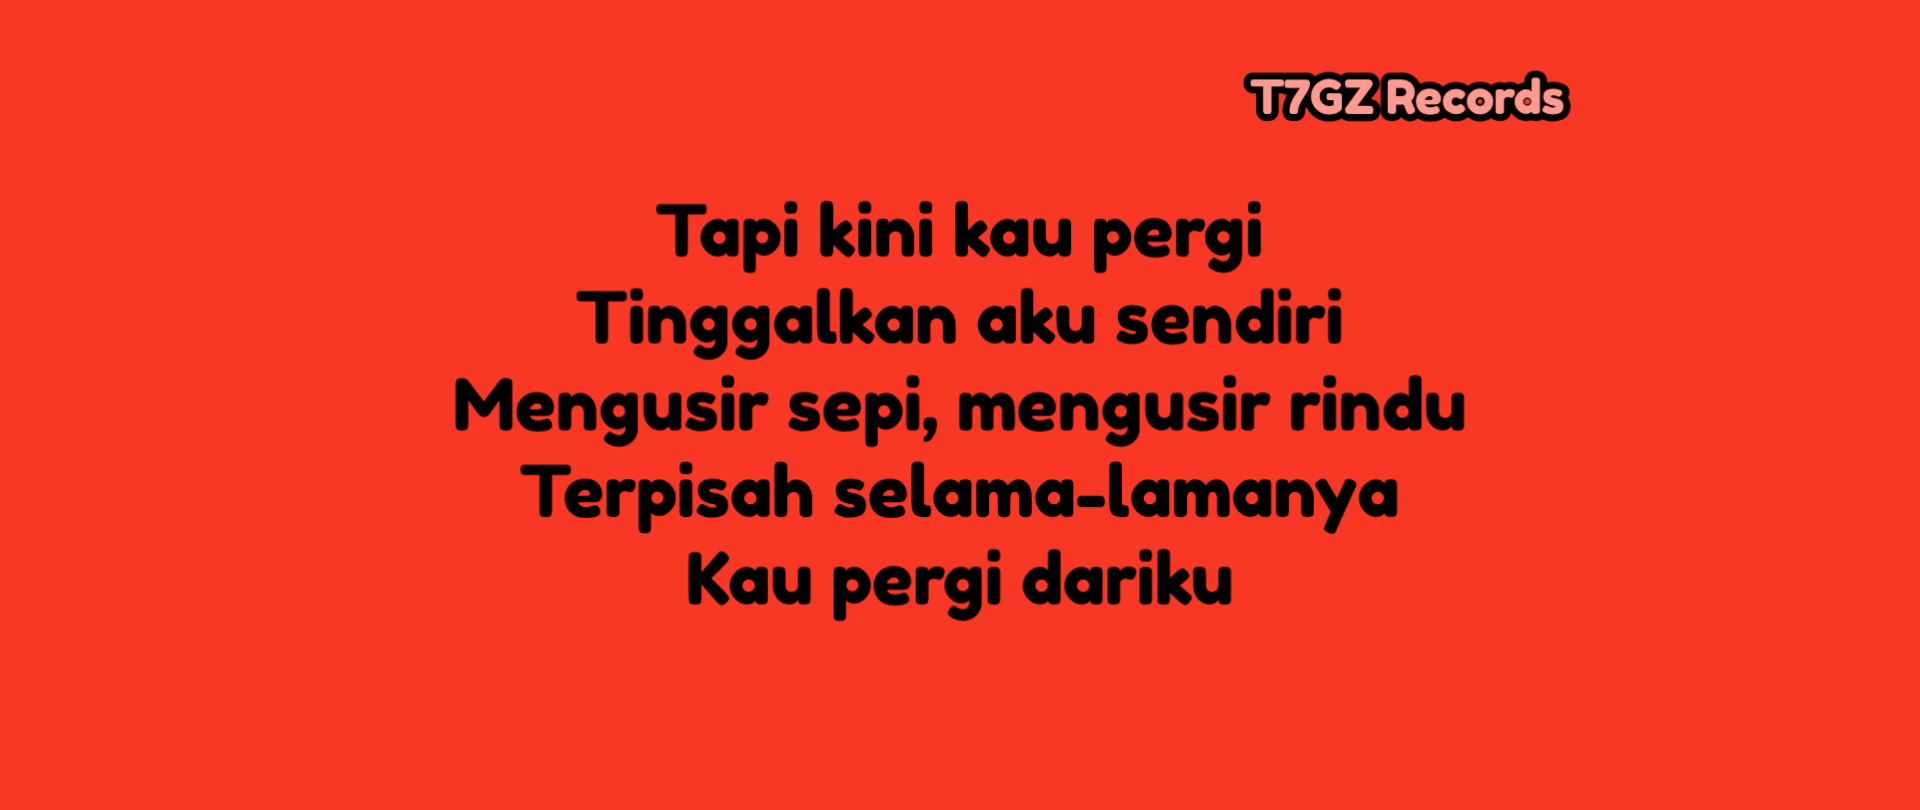 T7GZ Records
Tapi kini kau pergi
Tinggalkan aku sendiri
Mengusir sepi, mengusir rindu
Terpisah selama-lamanya
Kau pergi dariku